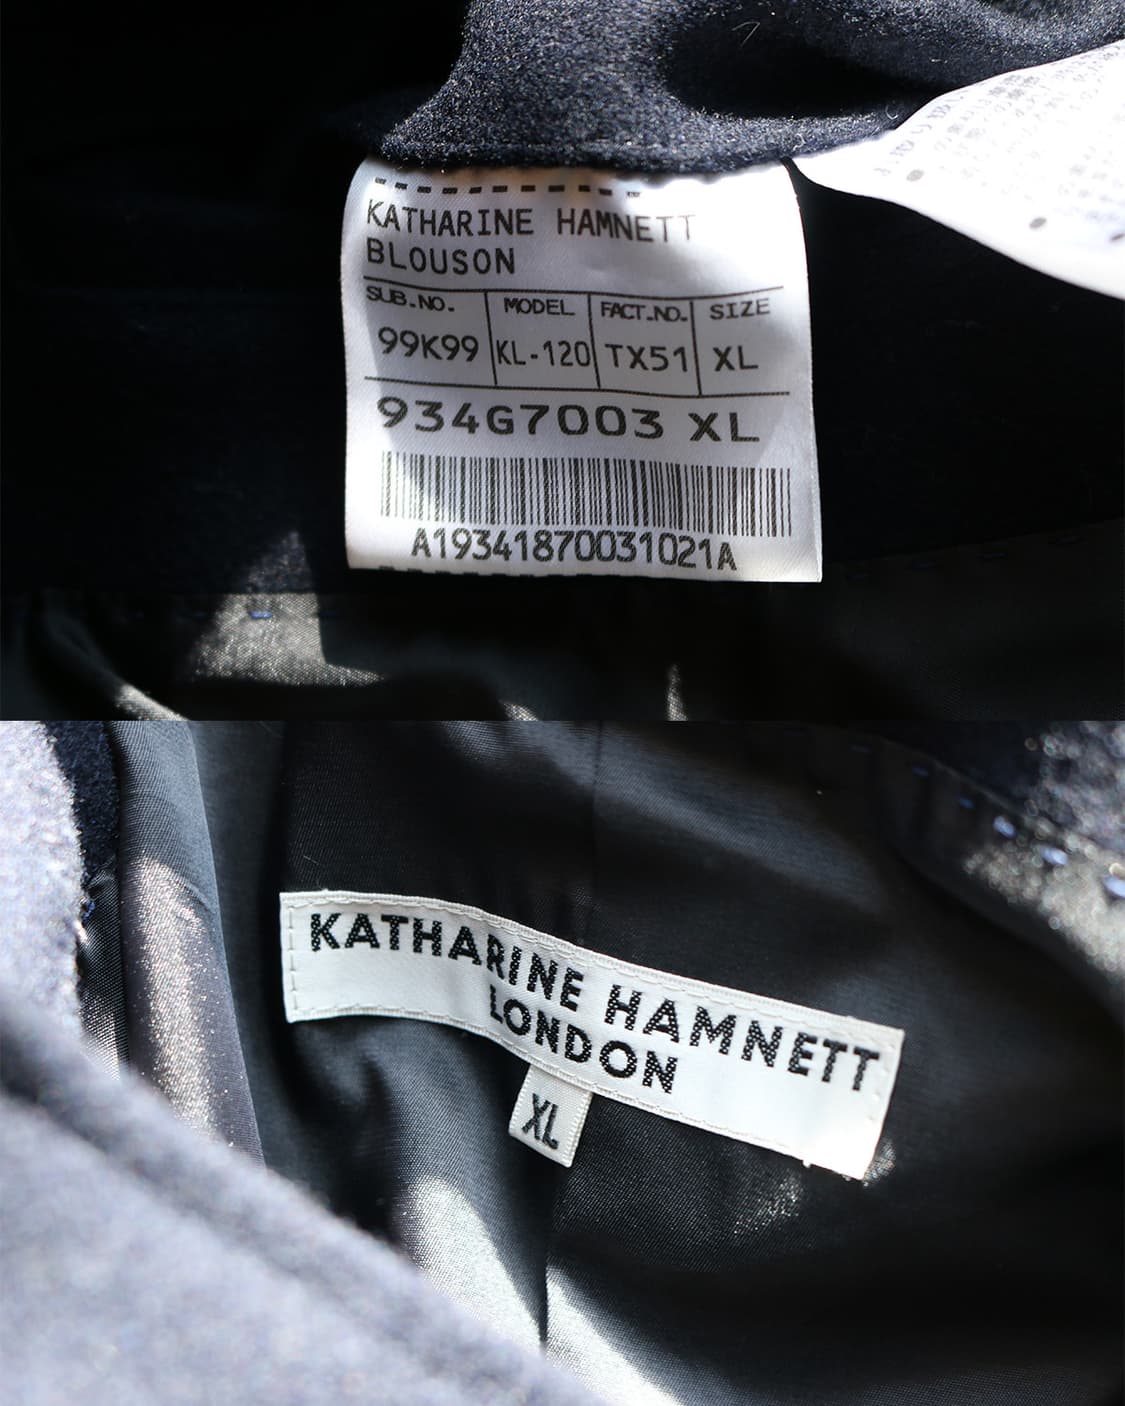 KATHARINE HAMNETT
BLOUSON
SUB.NO. MODEL FACT.NO. SIZE
99K99 KL-120 TX51 XL
934G7003 XL
A19341870031021A
KATHARINE HAMNETT
LONDON
XL